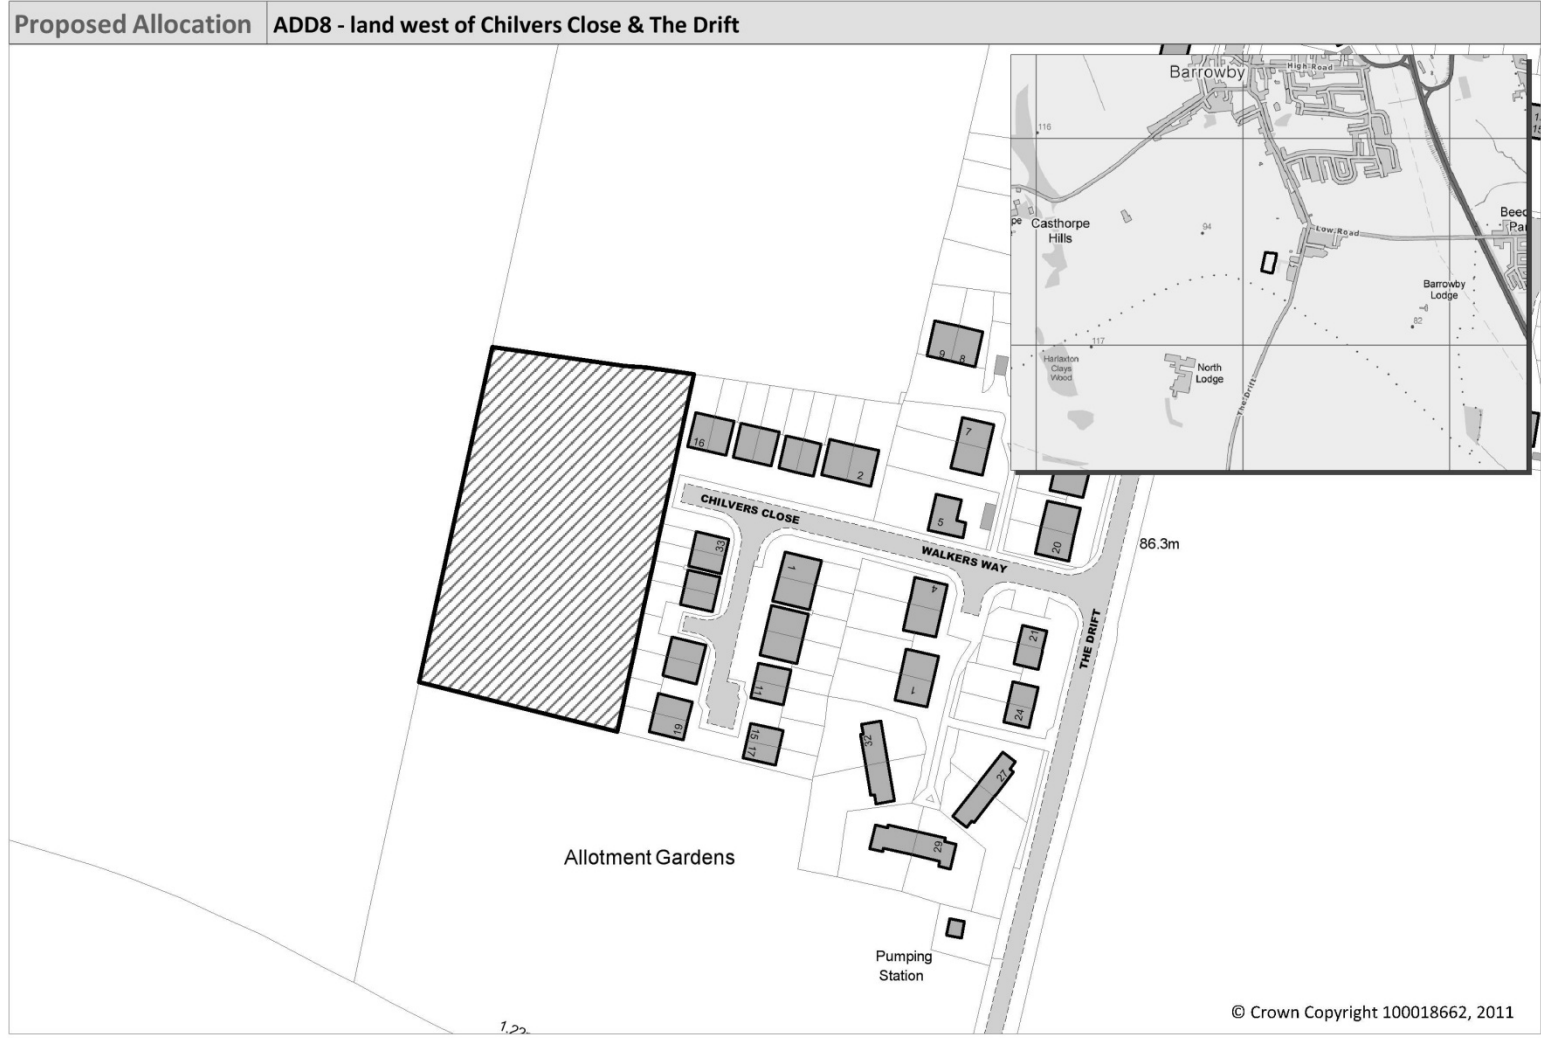 Proposed Allocation
ADD8 - land west of Chilvers Close & The Drift
Barrowby
High Road
116
Casthorpe
Hills
94
Low Road
Barrowby
Lodge
82
117
Harlaxton
Clays
Wood
North
Lodge
The Drift
9 8
7
16
2
5
20
CHILVERS CLOSE
WALKERS WAY
86.3m
33
1
4
21
THE DRIFT
11
1
24
19
15 17
32
27
29
Allotment Gardens
Pumping
Station
© Crown Copyright 100018662, 2011